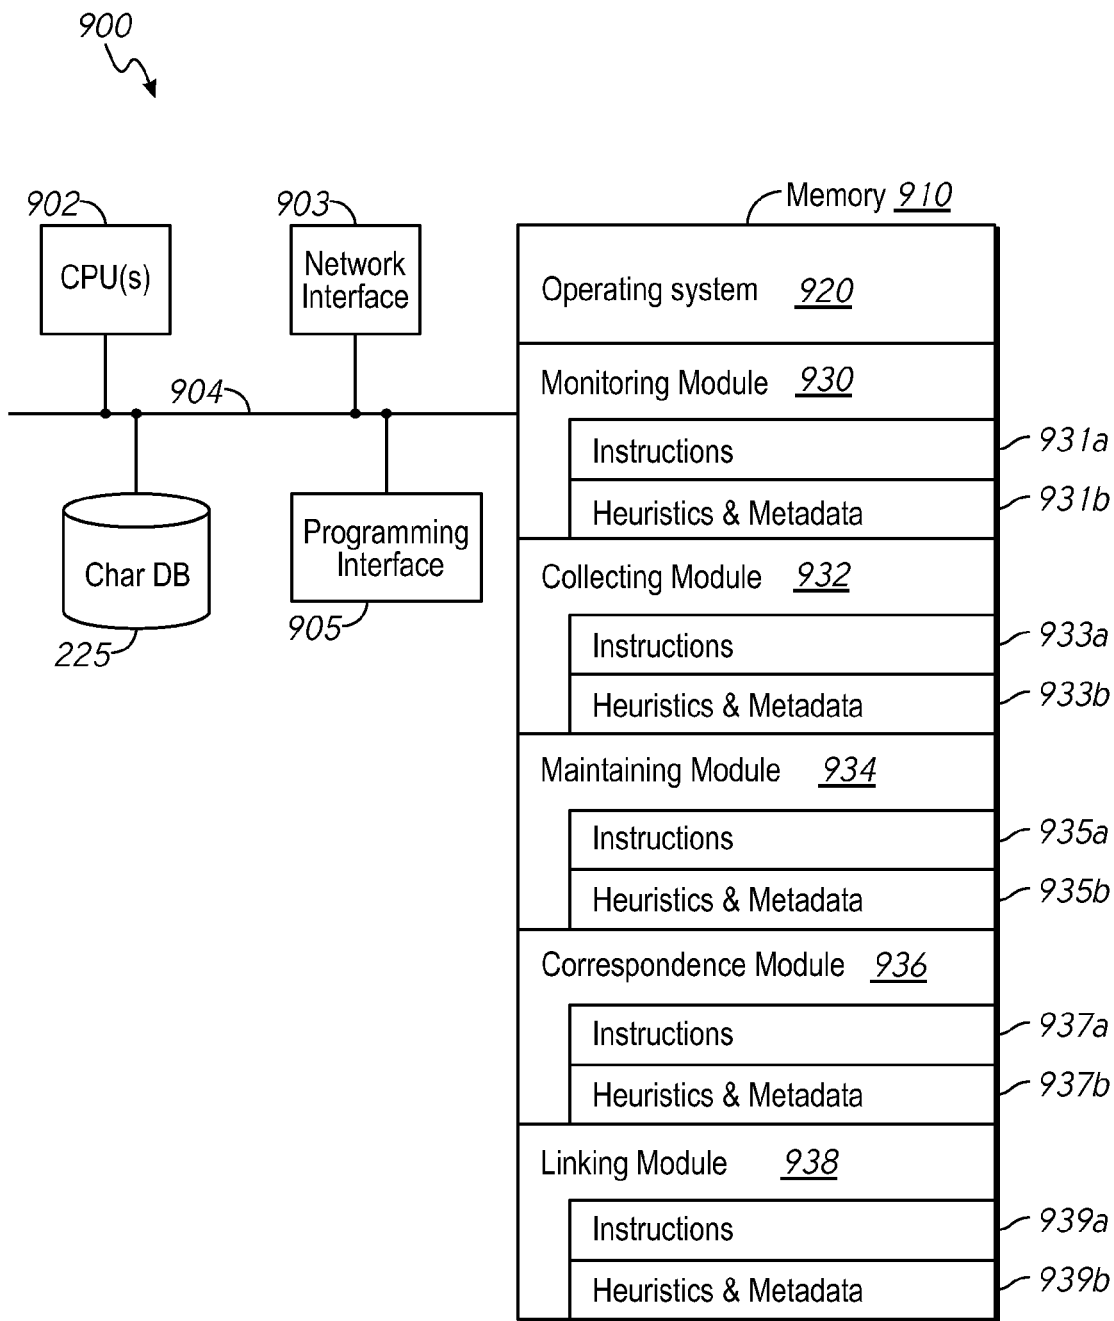 900
902
CPU(s)
903
Network
Interface
904
Char DB
225
Programming
Interface
905
Memory 910
Operating system 920
Monitoring Module 930
Instructions 931a
Heuristics & Metadata 931b
Collecting Module 932
Instructions 933a
Heuristics & Metadata 933b
Maintaining Module 934
Instructions 935a
Heuristics & Metadata 935b
Correspondence Module 936
Instructions 937a
Heuristics & Metadata 937b
Linking Module 938
Instructions 939a
Heuristics & Metadata 939b